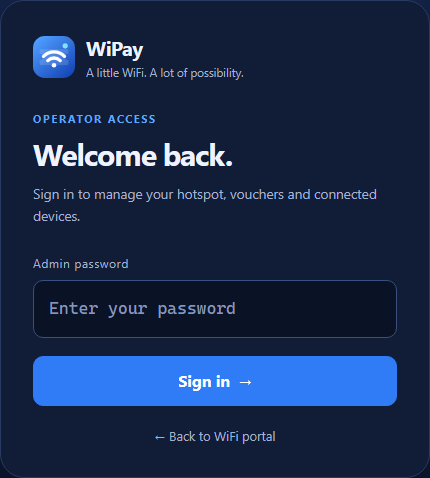 WiPay
A little WiFi. A lot of possibility.
OPERATOR ACCESS
Welcome back.
Sign in to manage your hotspot, vouchers and connected
devices.
Admin password
Enter your password
Sign in →
← Back to WiFi portal